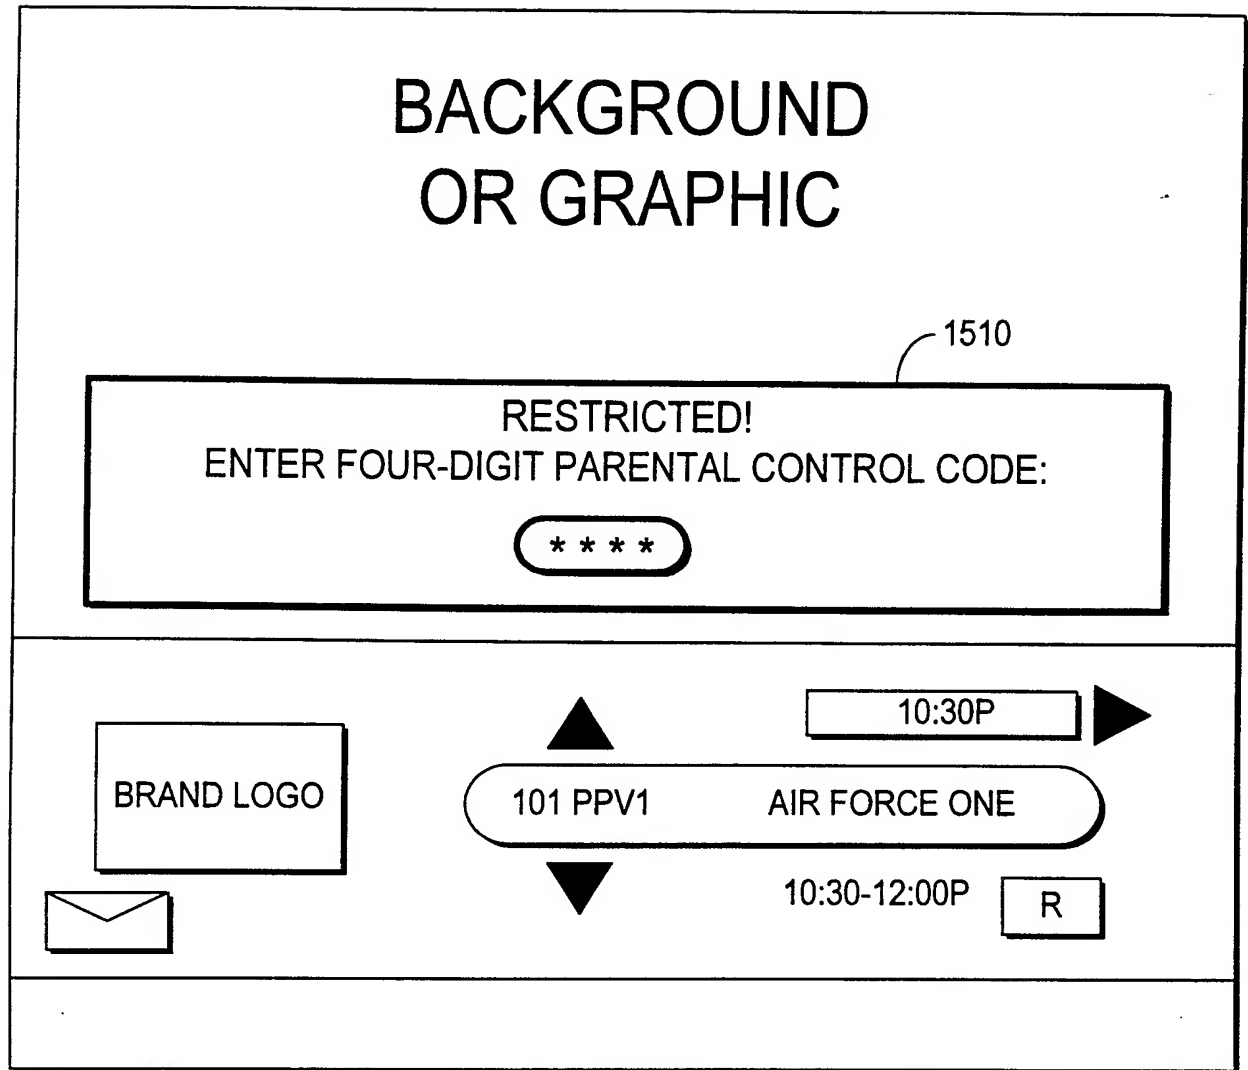 BACKGROUND
OR GRAPHIC
1510
RESTRICTED!
ENTER FOUR-DIGIT PARENTAL CONTROL CODE:
* * * *
10:30P
BRAND LOGO
101 PPV1 AIR FORCE ONE
10:30-12:00P
R